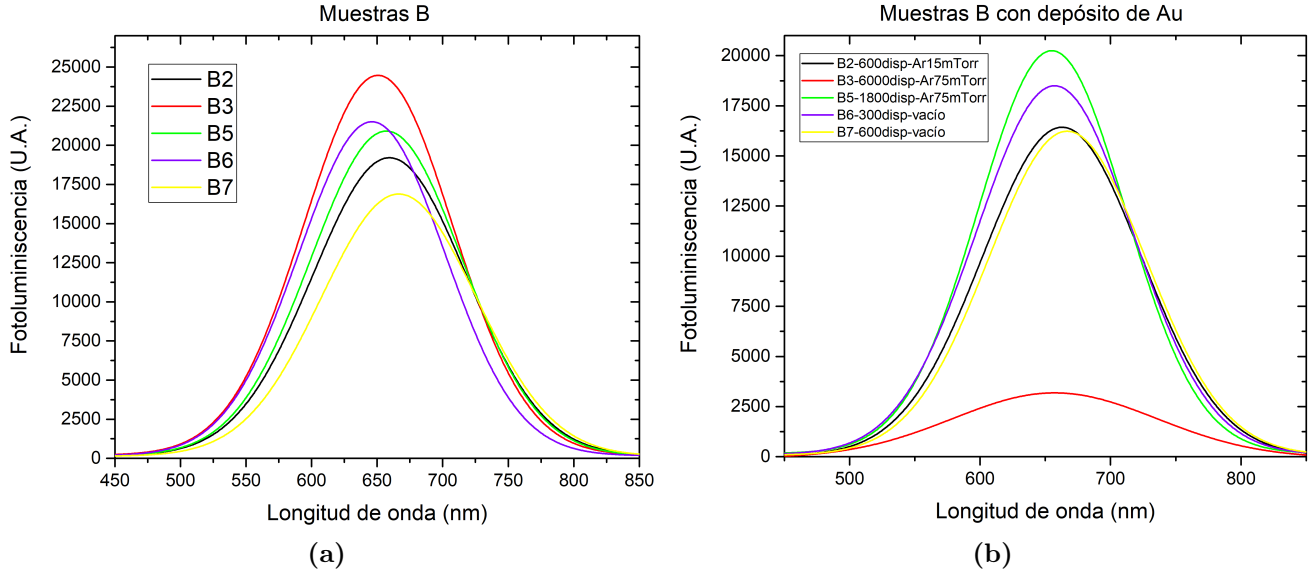 Muestras B
25000
22500
20000
17500
15000
12500
10000
7500
5000
2500
0
Fotoluminiscencia (U.A.)
B2
B3
B5
B6
B7
450 500 550 600 650 700 750 800 850
Longitud de onda (nm)
(a)
Muestras B con depósito de Au
20000
17500
15000
12500
10000
7500
5000
2500
0
Fotoluminiscencia (U.A.)
B2-600disp-Ar15mTorr
B3-6000disp-Ar75mTorr
B5-1800disp-Ar75mTorr
B6-300disp-vacío
B7-600disp-vacío
500 600 700 800
Longitud de onda (nm)
(b)